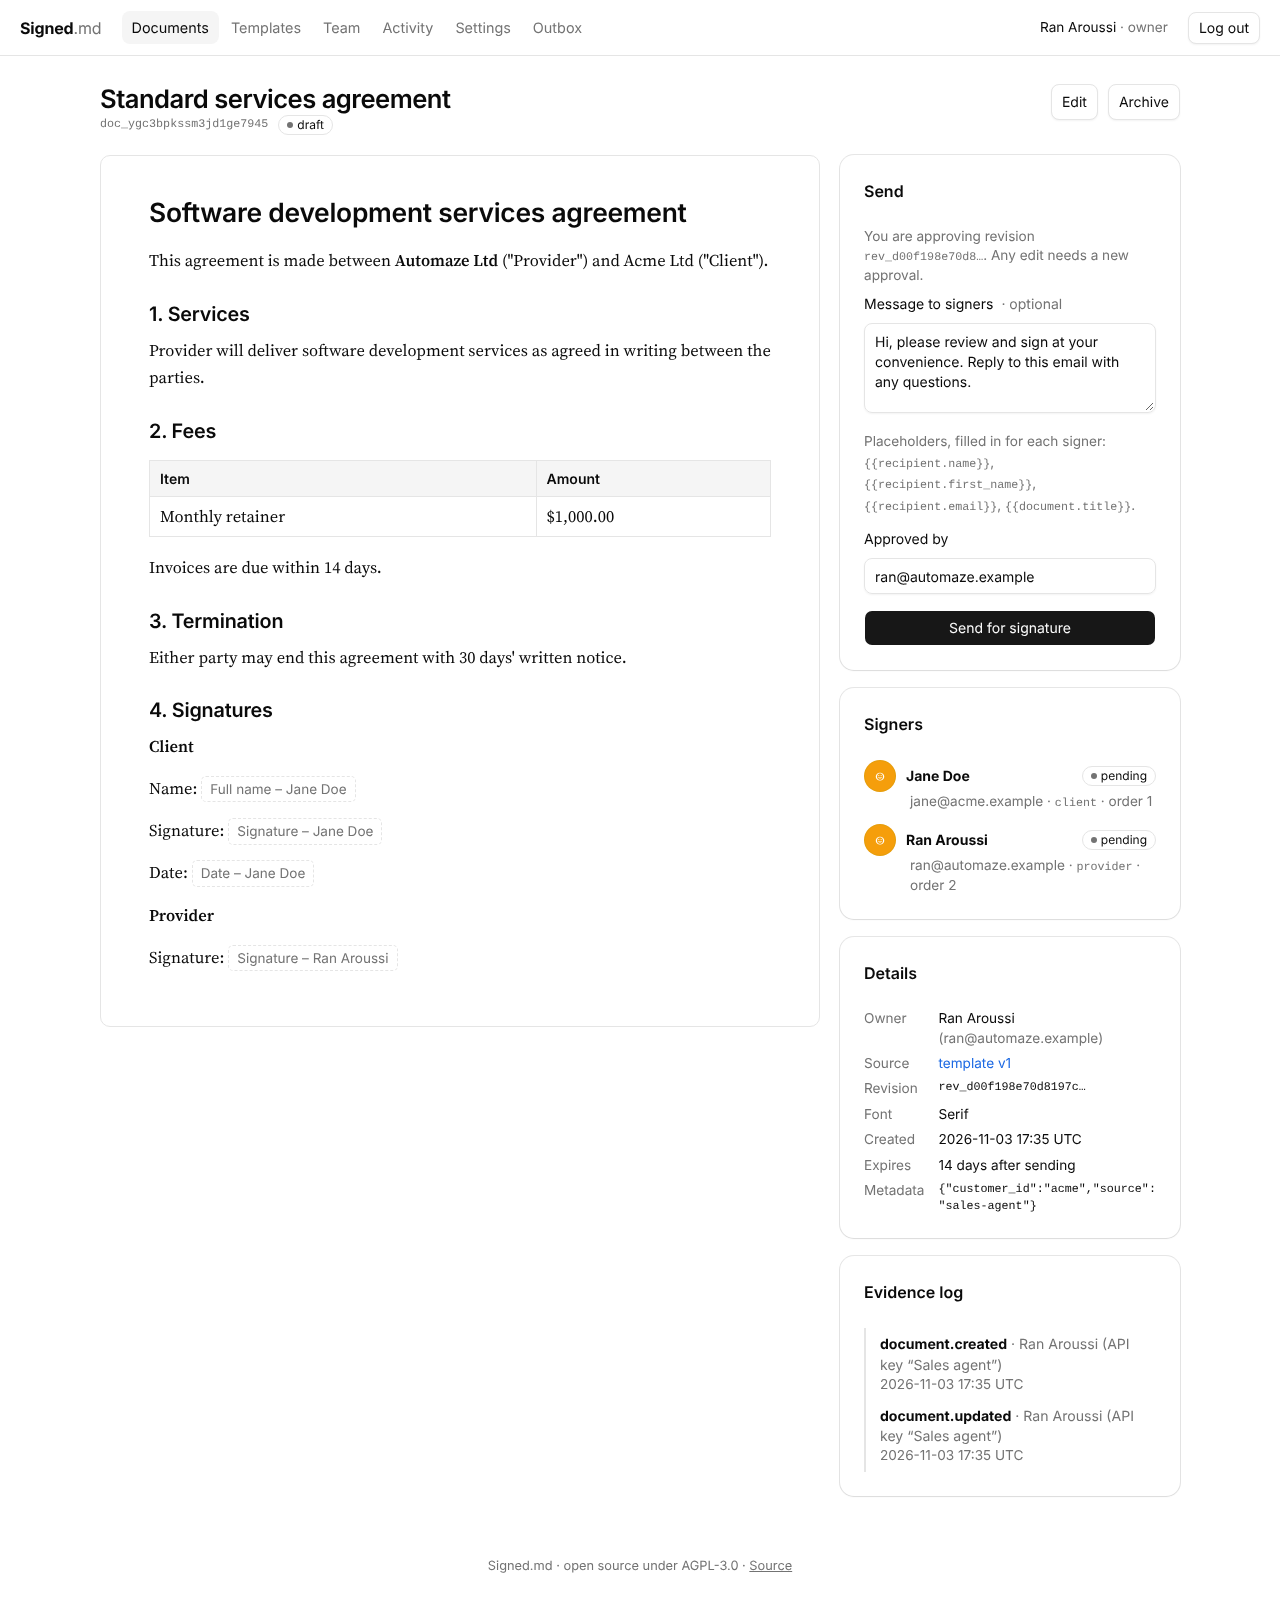 Signed.md Documents Templates Team Activity Settings Outbox Ran Aroussi · owner Log out
Standard services agreement
Edit Archive
doc_ygc3bpkssm3jd1ge7945 draft
Software development services agreement
This agreement is made between Automaze Ltd ("Provider") and Acme Ltd ("Client").
1. Services
Provider will deliver software development services as agreed in writing between the
parties.
2. Fees
Item Amount
Monthly retainer $1,000.00
Invoices are due within 14 days.
3. Termination
Either party may end this agreement with 30 days' written notice.
4. Signatures
Client
Name: Full name – Jane Doe
Signature: Signature – Jane Doe
Date: Date – Jane Doe
Provider
Signature: Signature – Ran Aroussi
Send
You are approving revision
rev_d00f198e70d8…. Any edit needs a new
approval.
Message to signers · optional
Hi, please review and sign at your
convenience. Reply to this email with
any questions.
Placeholders, filled in for each signer:
{{recipient.name}},
{{recipient.first_name}},
{{recipient.email}}, {{document.title}}.
Approved by
ran@automaze.example
Send for signature
Signers
Jane Doe pending
jane@acme.example · client · order 1
Ran Aroussi pending
ran@automaze.example · provider ·
order 2
Details
Owner Ran Aroussi
(ran@automaze.example)
Source template v1
Revision rev_d00f198e70d8197c…
Font Serif
Created 2026-11-03 17:35 UTC
Expires 14 days after sending
Metadata {"customer_id":"acme","source":
"sales-agent"}
Evidence log
document.created · Ran Aroussi (API
key “Sales agent”)
2026-11-03 17:35 UTC
document.updated · Ran Aroussi (API
key “Sales agent”)
2026-11-03 17:35 UTC
Signed.md · open source under AGPL-3.0 · Source